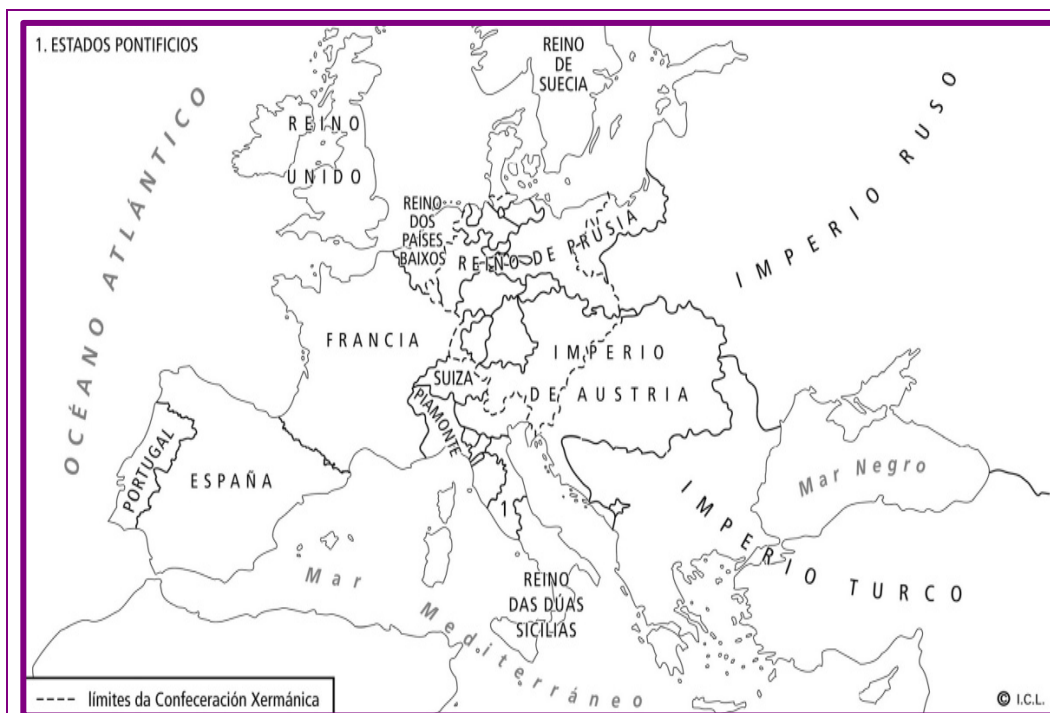 1. ESTADOS PONTIFICIOS
REINO
DE
SUECIA
OCÉANO ATLÁNTICO
REINO
UNIDO
IMPERIO RUSO
REINO
DOS
PAÍSES
BAIXOS
REINO DE PRUSIA
FRANCIA
IMPERIO
DE AUSTRIA
SUIZA
PIAMONTE
PORTUGAL
ESPAÑA
Mar Negro
1
IMPERIO TURCO
Mar Mediterráneo
REINO
DAS DÚAS
SICILIAS
límites da Confeceración Xermánica
© I.C.L.